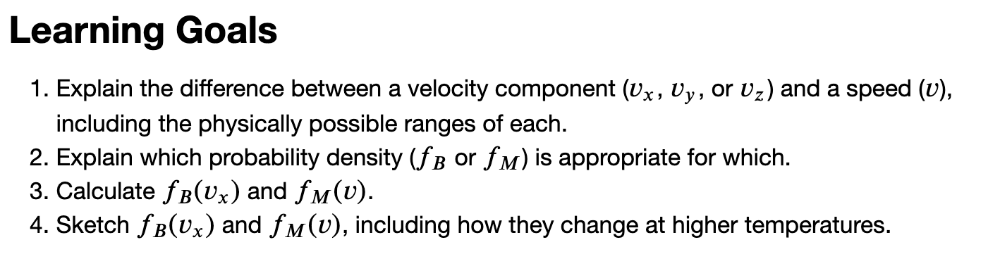 Learning Goals
1. Explain the difference between a velocity component (v_x, v_y, or v_z) and a speed (v),
including the physically possible ranges of each.
2. Explain which probability density (f_B or f_M) is appropriate for which.
3. Calculate f_B(v_x) and f_M(v).
4. Sketch f_B(v_x) and f_M(v), including how they change at higher temperatures.